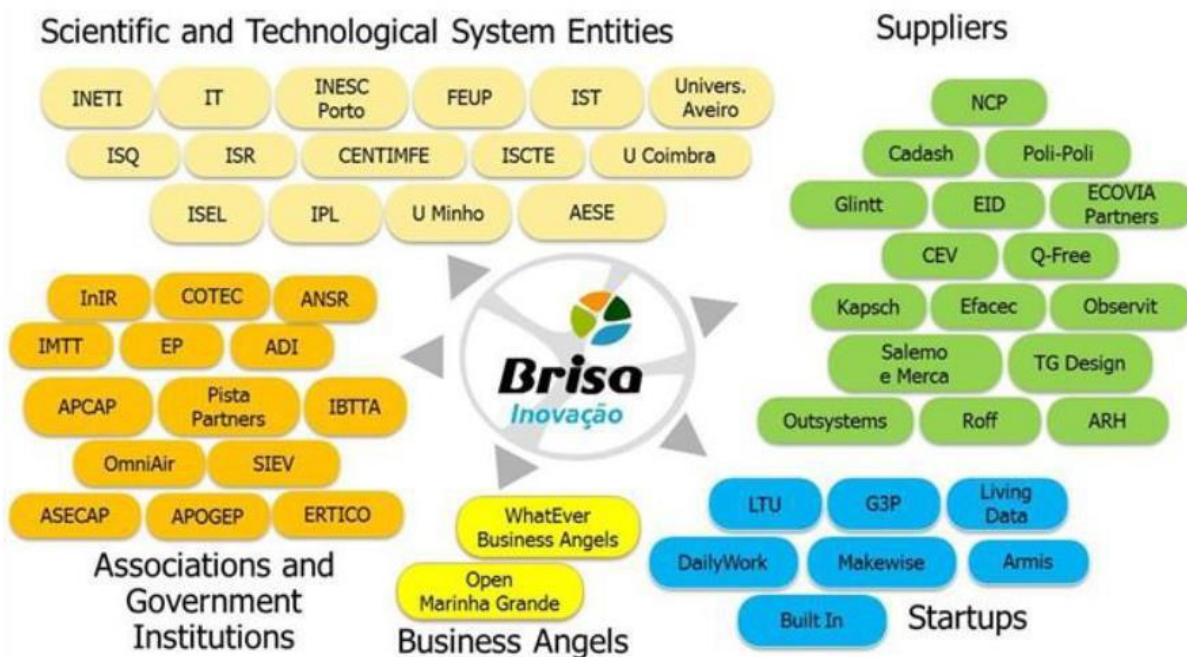 Scientific and Technological System Entities
INETI
IT
INESC
Porto
FEUP
IST
Univers.
Aveiro
ISQ
ISR
CENTIMFE
ISCTE
U Coimbra
ISEL
IPL
U Minho
AESE
Suppliers
NCP
Cadash
Poli-Poli
Glintt
EID
ECOVIA
Partners
CEV
Q-Free
Kapsch
Efacec
Observit
Salemo
e Merca
TG Design
Outsystems
Roff
ARH
InIR
COTEC
ANSR
IMTT
EP
ADI
APCAP
Pista
Partners
IBTTA
OmniAir
SIEV
ASECAP
APOGEP
ERTICO
Associations and
Government
Institutions
Brisa
Inovação
WhatEver
Business Angels
Open
Marinha Grande
Business Angels
LTU
G3P
Living
Data
DailyWork
Makewise
Armis
Built In
Startups